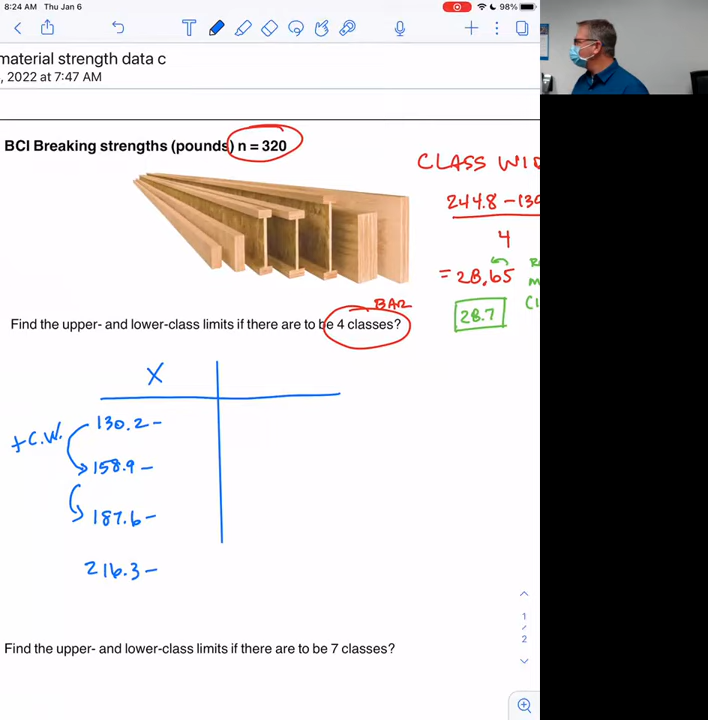 8:24 AM Thu Jan 6
98%
T
material strength data c
, 2022 at 7:47 AM
BCI Breaking strengths (pounds) n = 320
CLASS WID
244.8 - 130
4
= 28.65
28.7
BAR
Find the upper- and lower-class limits if there are to be 4 classes?
X
130.2 -
+C.W.
158.9 -
187.6 -
216.3 -
1
/
2
Find the upper- and lower-class limits if there are to be 7 classes?